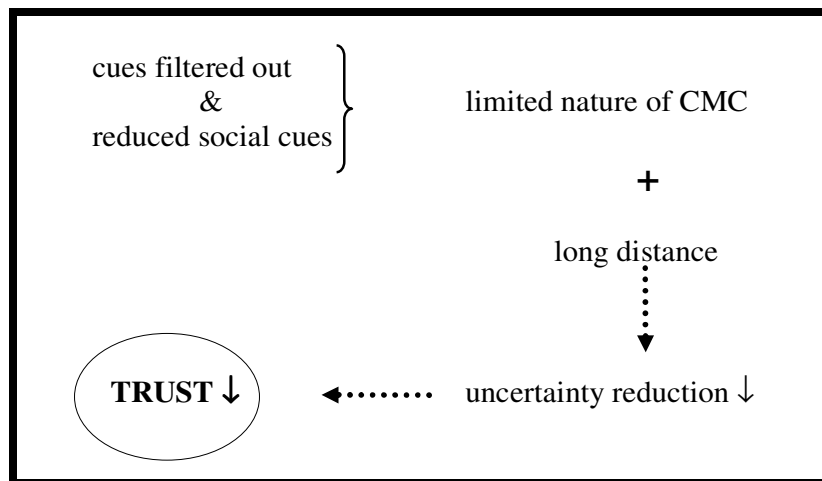 cues filtered out
&
reduced social cues
limited nature of CMC
+
long distance
uncertainty reduction ↓
TRUST ↓